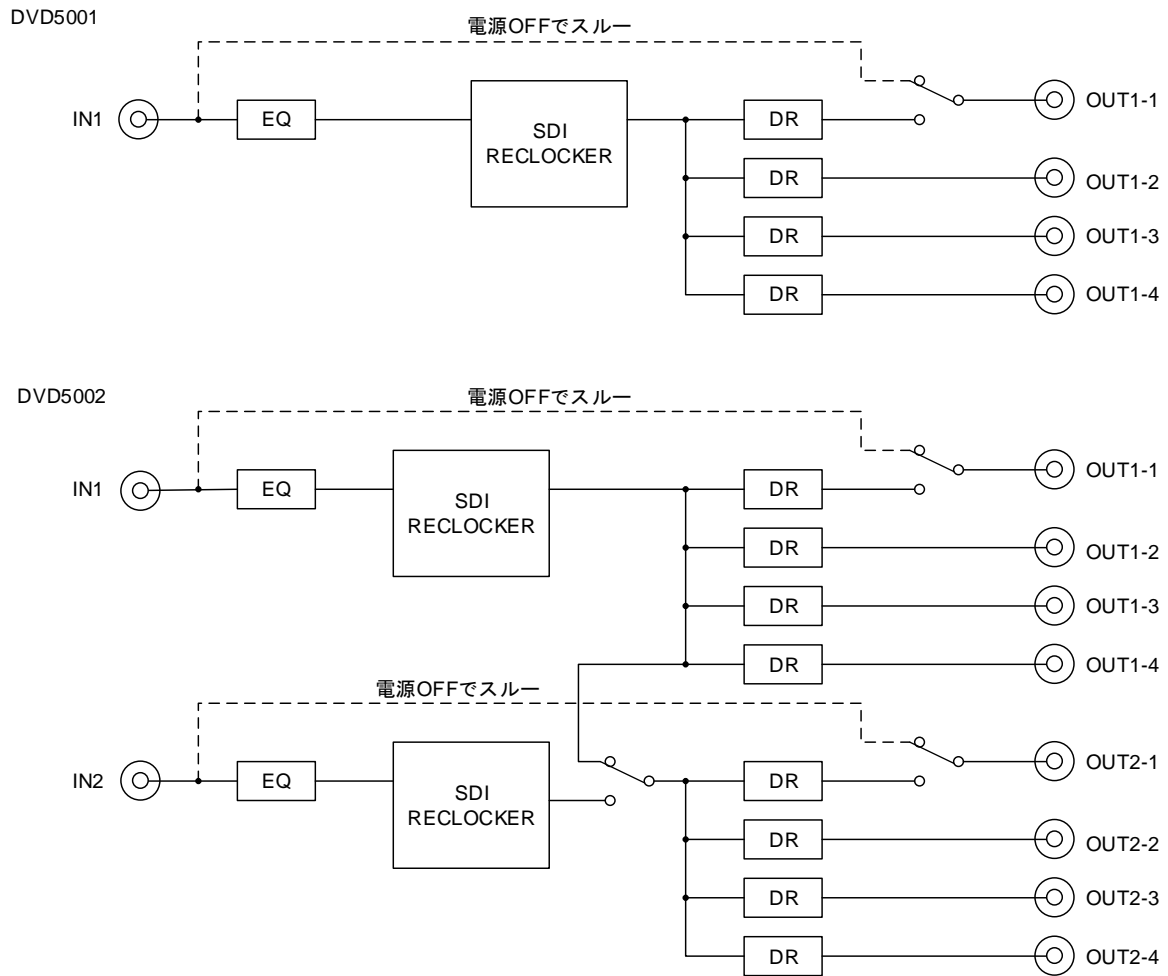 DVD5001
電源OFFでスルー
IN1
EQ
SDI
RECLOCKER
DR
OUT1-1
DR
OUT1-2
DR
OUT1-3
DR
OUT1-4
DVD5002
電源OFFでスルー
IN1
EQ
SDI
RECLOCKER
DR
OUT1-1
DR
OUT1-2
DR
OUT1-3
DR
OUT1-4
電源OFFでスルー
IN2
EQ
SDI
RECLOCKER
DR
OUT2-1
DR
OUT2-2
DR
OUT2-3
DR
OUT2-4